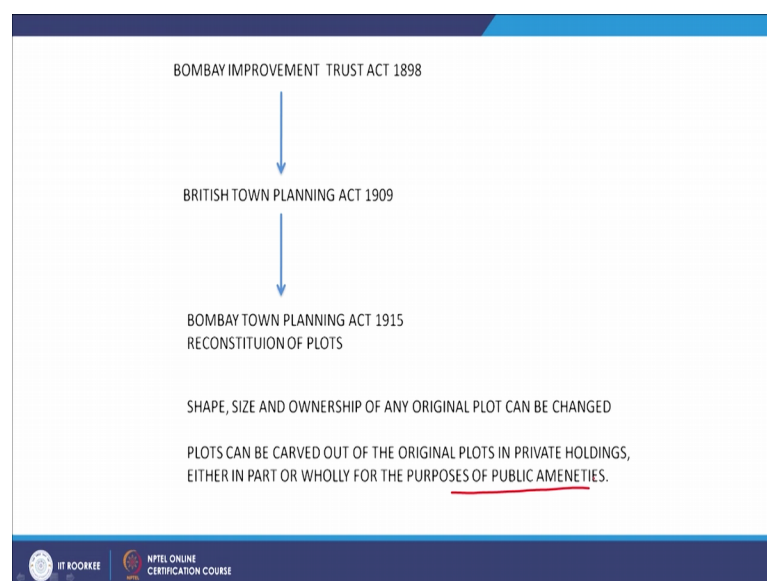 BOMBAY IMPROVEMENT TRUST ACT 1898
BRITISH TOWN PLANNING ACT 1909
BOMBAY TOWN PLANNING ACT 1915
RECONSTITUION OF PLOTS
SHAPE, SIZE AND OWNERSHIP OF ANY ORIGINAL PLOT CAN BE CHANGED
PLOTS CAN BE CARVED OUT OF THE ORIGINAL PLOTS IN PRIVATE HOLDINGS,
EITHER IN PART OR WHOLLY FOR THE PURPOSES OF PUBLIC AMENETIES.
IIT ROORKEE
NPTEL
NPTEL ONLINE
CERTIFICATION COURSE